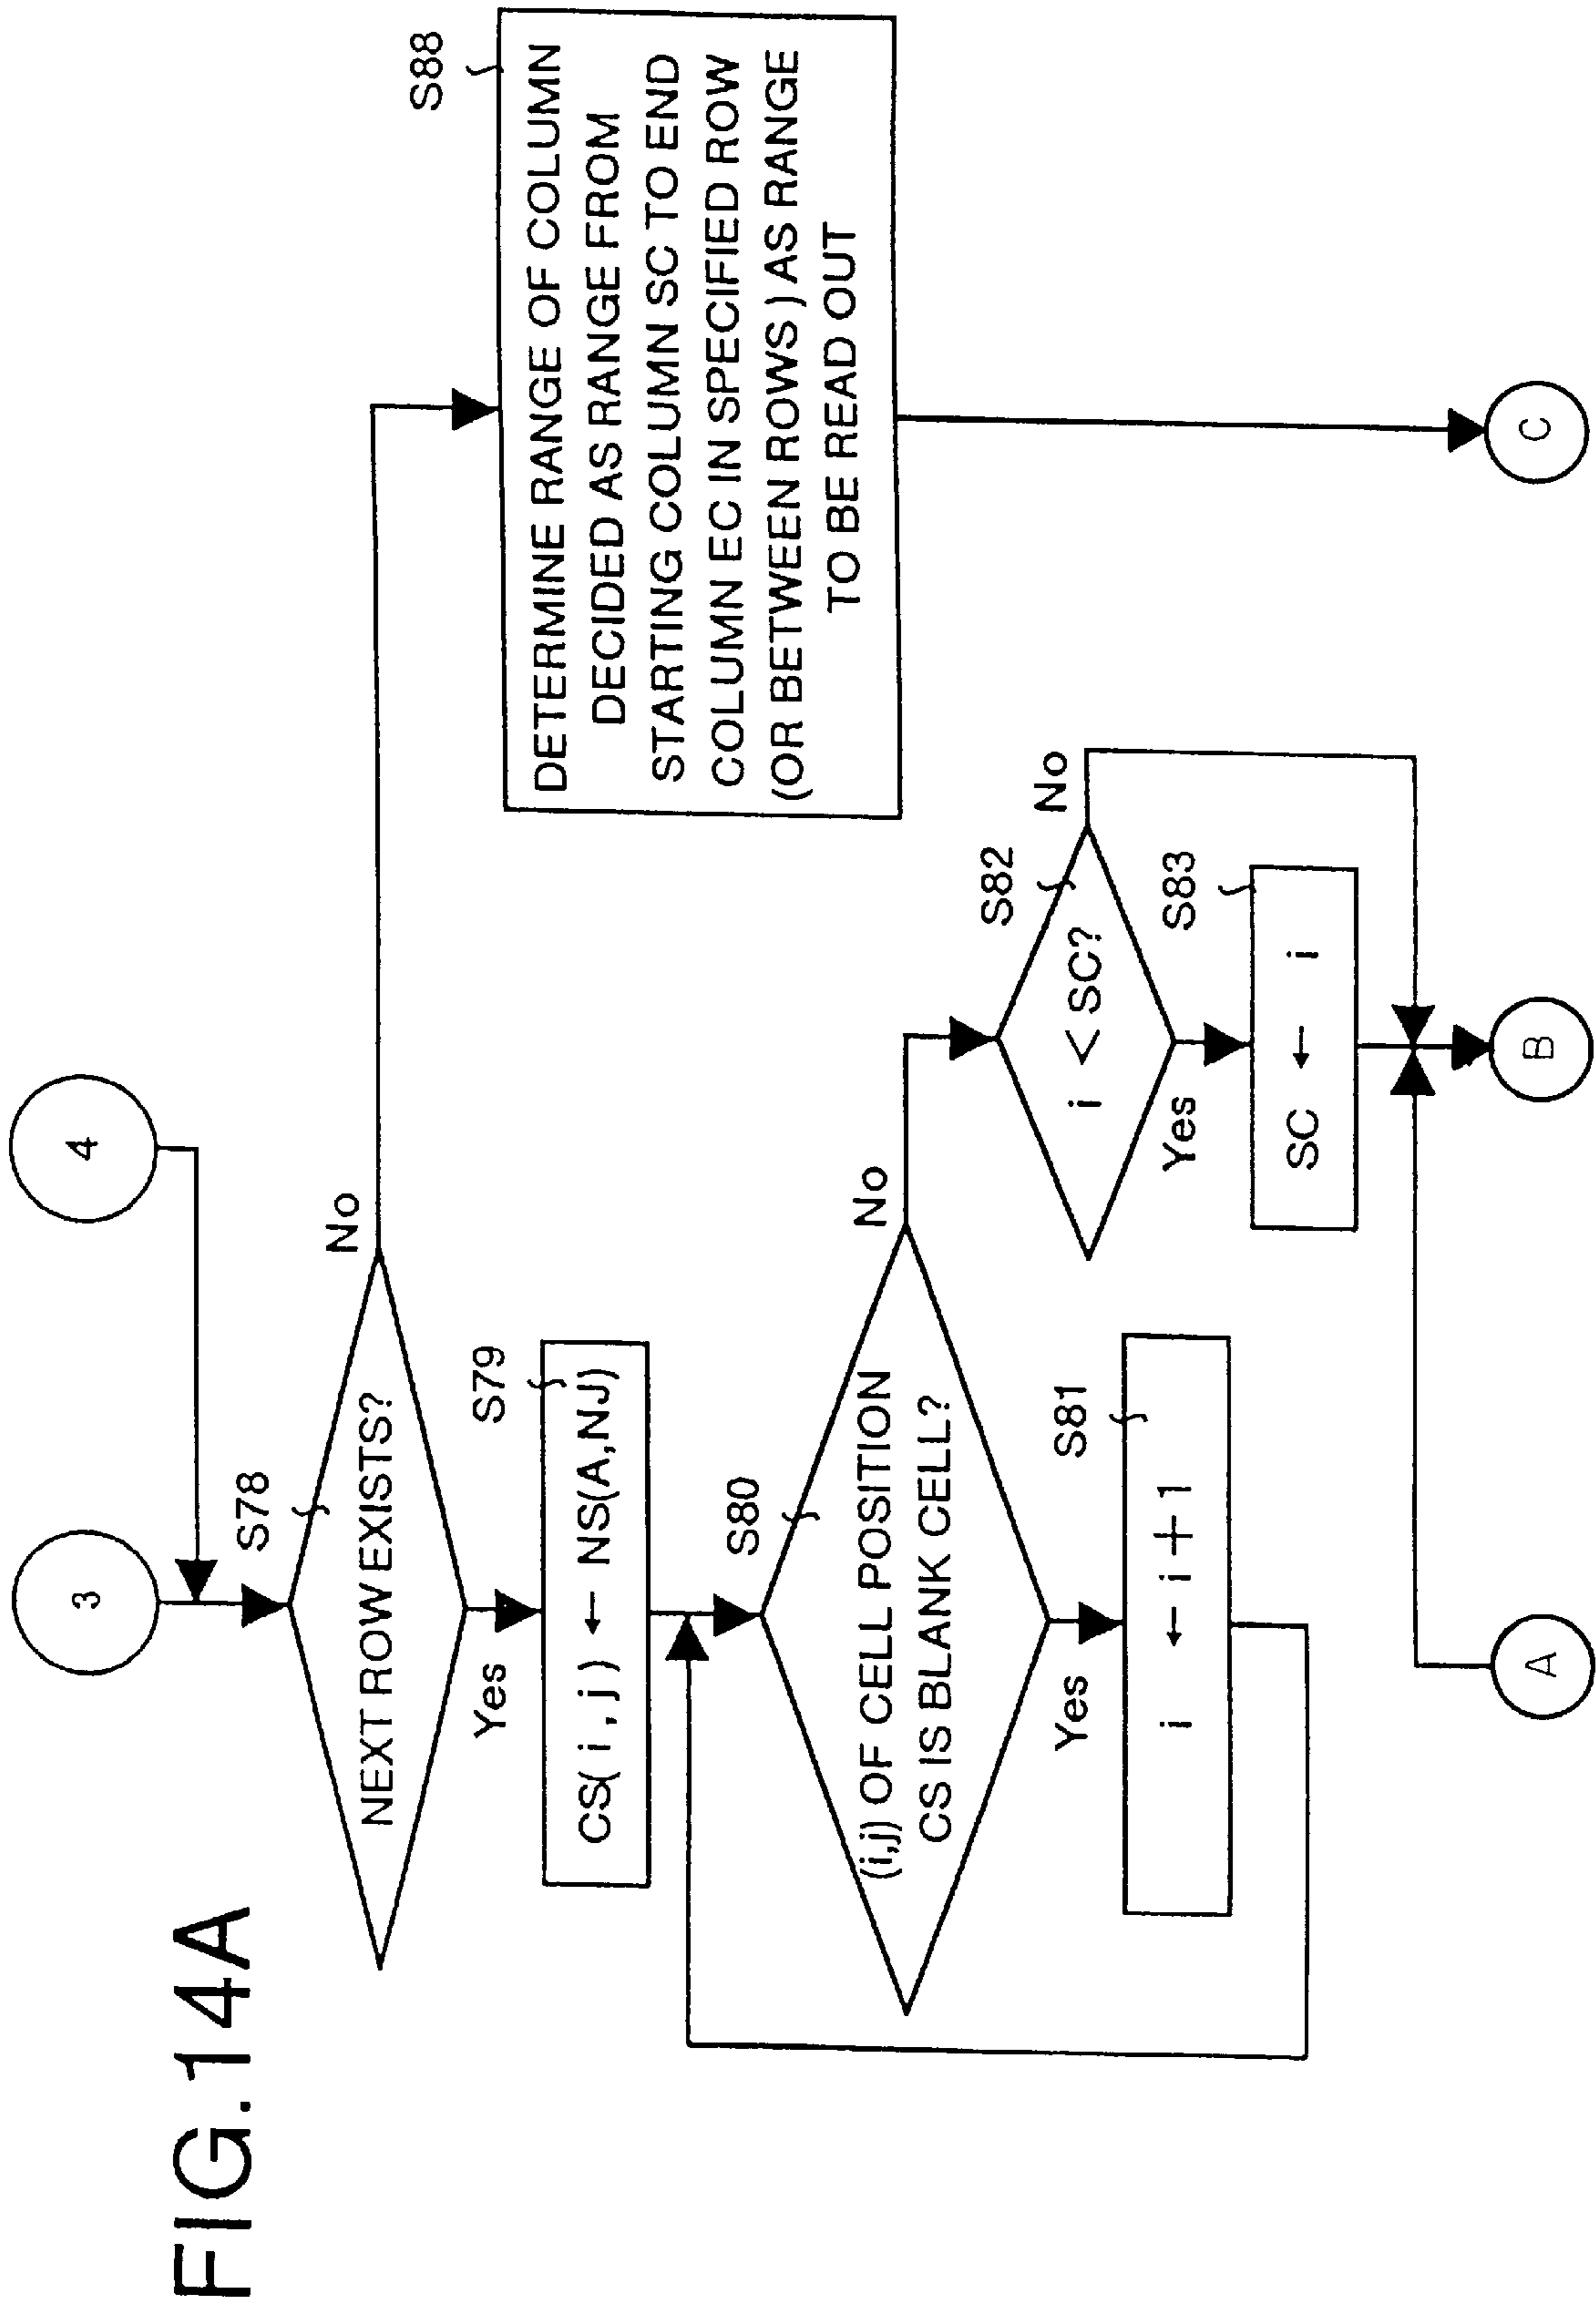 FIG.14A
3
4
S78
NEXT ROW EXISTS?
No
Yes
S79
CS( i , j ) ← NS(A,NJ)
S80
(i,j) OF CELL POSITION
CS IS BLANK CELL?
No
Yes
S81
i ← i+1
S82
i < SC?
No
Yes
S83
SC ← i
S88
DETERMINE RANGE OF COLUMN
DECIDED AS RANGE FROM
STARTING COLUMN SC TO END
COLUMN EC IN SPECIFIED ROW
(OR BETWEEN ROWS) AS RANGE
TO BE READ OUT
A
B
C